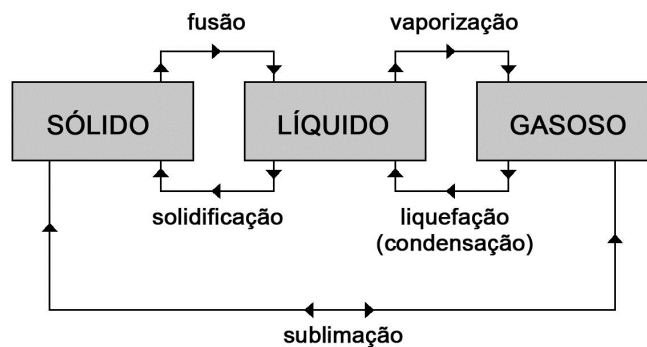 fusão
vaporização
SÓLIDO
LÍQUIDO
GASOSO
solidificação
liquefação
(condensação)
sublimação